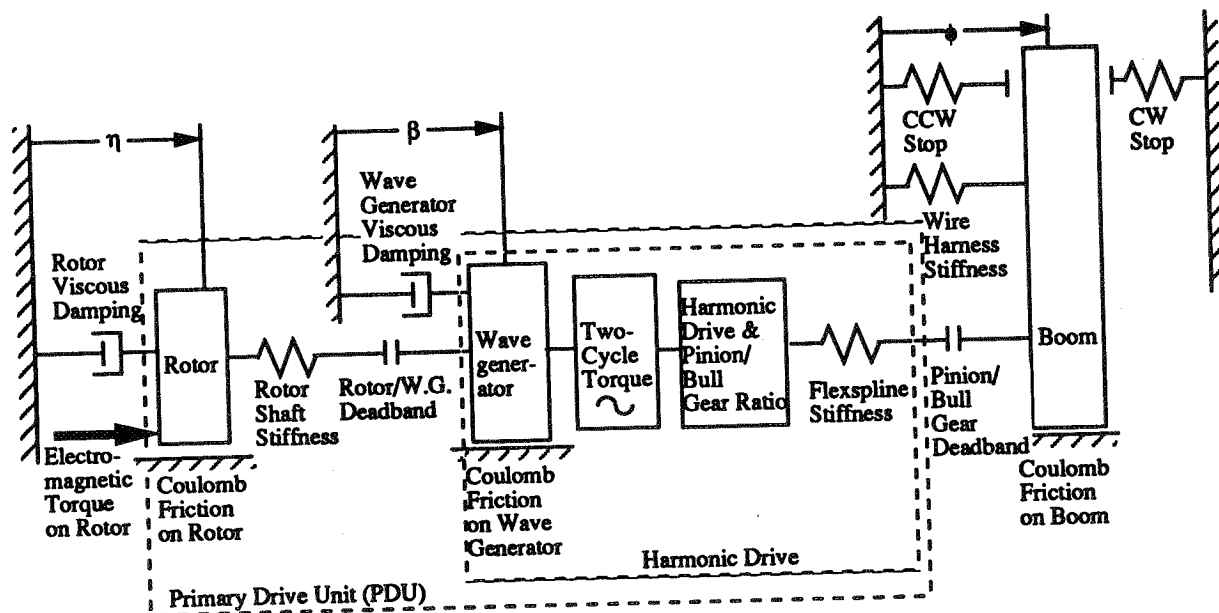 η
Rotor
Viscous
Damping
Rotor
Electro-
magnetic
Torque
on Rotor
Coulomb
Friction
on Rotor
Rotor
Shaft
Stiffness
Rotor/W.G.
Deadband
β
Wave
Generator
Viscous
Damping
Wave
gener-
ator
Coulomb
Friction
on Wave
Generator
Two-
Cycle
Torque
Harmonic
Drive &
Pinion/
Bull
Gear Ratio
Flexspline
Stiffness
Harmonic Drive
Primary Drive Unit (PDU)
ϕ
CCW
Stop
CW
Stop
Wire
Harness
Stiffness
Pinion/
Bull
Gear
Deadband
Boom
Coulomb
Friction
on Boom